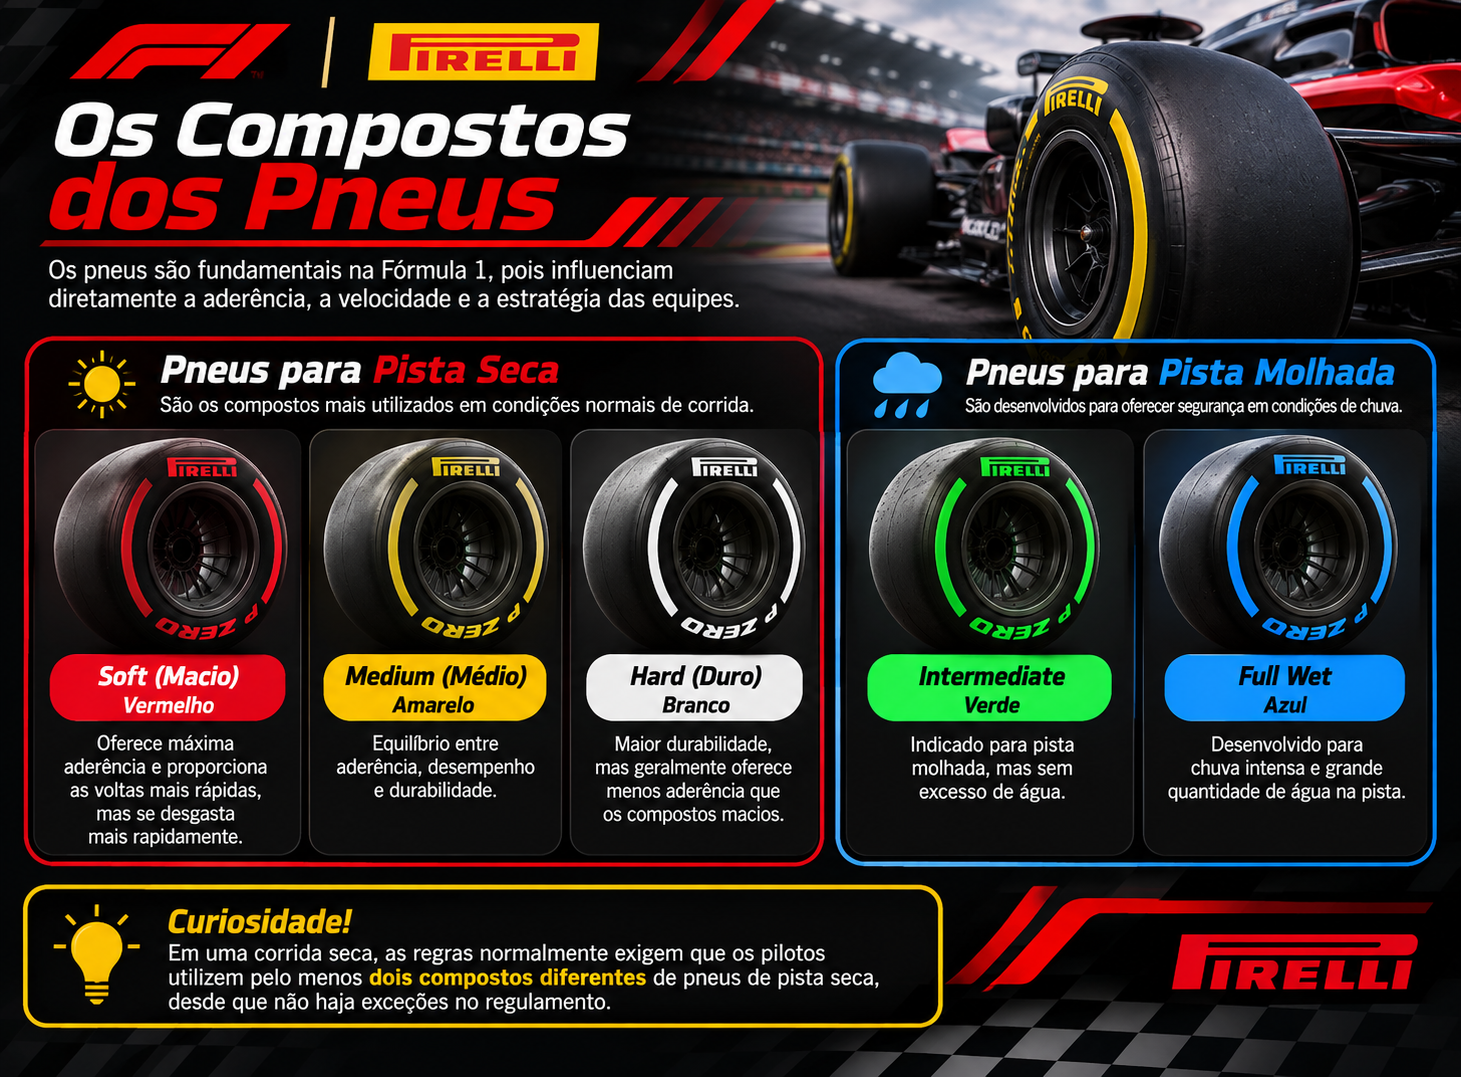 F1
PIRELLI
Os Compostos
dos Pneus
Os pneus são fundamentais na Fórmula 1, pois influenciam
diretamente a aderência, a velocidade e a estratégia das equipes.
PIRELLI
Pneus para Pista Seca
São os compostos mais utilizados em condições normais de corrida.
PIRELLI
P ZERO
Soft (Macio)
Vermelho
Oferece máxima
aderência e proporciona
as voltas mais rápidas,
mas se desgasta
mais rapidamente.
PIRELLI
P ZERO
Medium (Médio)
Amarelo
Equilíbrio entre
aderência, desempenho
e durabilidade.
PIRELLI
P ZERO
Hard (Duro)
Branco
Maior durabilidade,
mas geralmente oferece
menos aderência que
os compostos macios.
Pneus para Pista Molhada
São desenvolvidos para oferecer segurança em condições de chuva.
PIRELLI
P ZERO
Intermediate
Verde
Indicado para pista
molhada, mas sem
excesso de água.
PIRELLI
P ZERO
Full Wet
Azul
Desenvolvido para
chuva intensa e grande
quantidade de água na pista.
Curiosidade!
Em uma corrida seca, as regras normalmente exigem que os pilotos
utilizem pelo menos dois compostos diferentes de pneus de pista seca,
desde que não haja exceções no regulamento.
PIRELLI